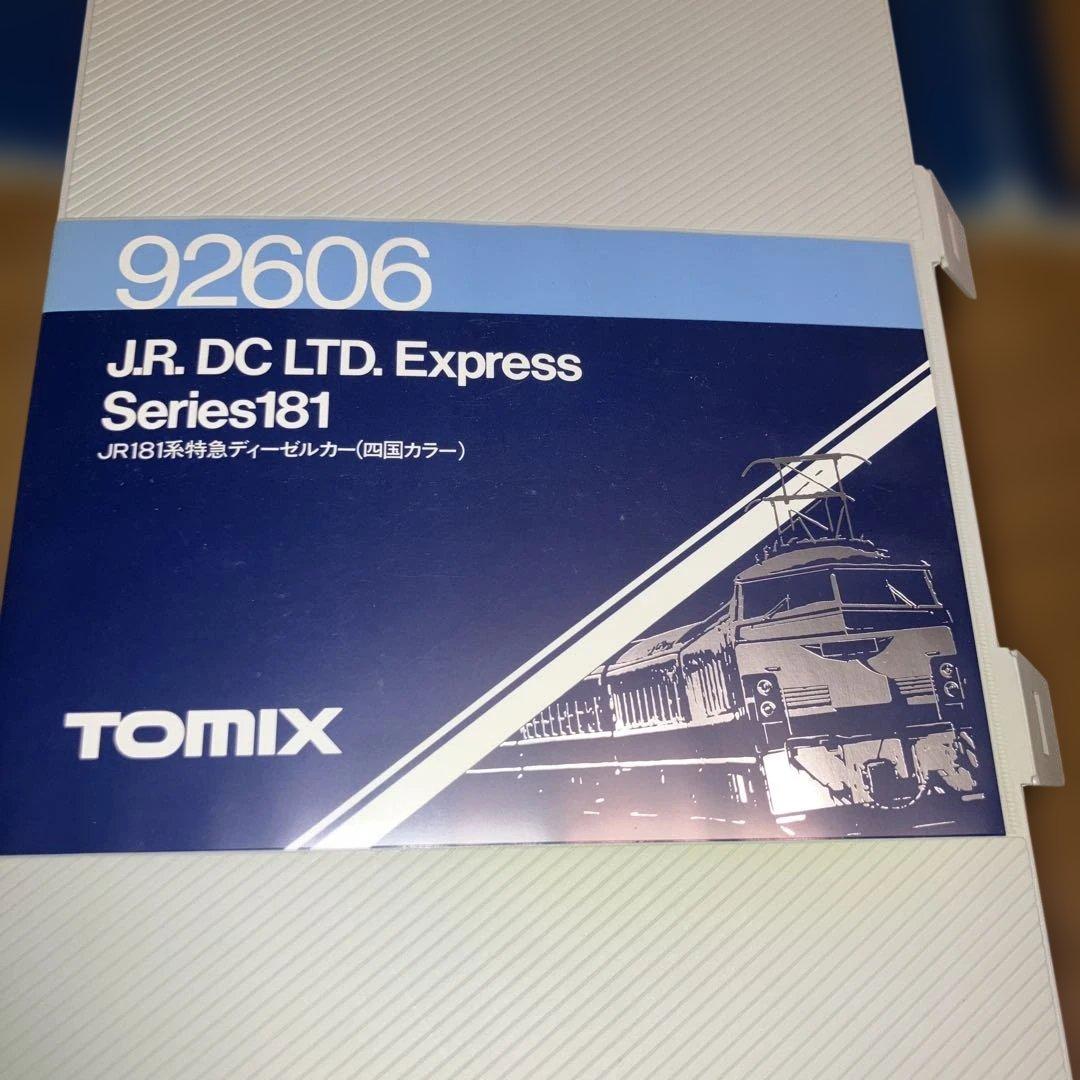 92606
J.R. DC LTD. Express
Series181
JR181系特急ディーゼルカー(四国カラー)
TOMIX